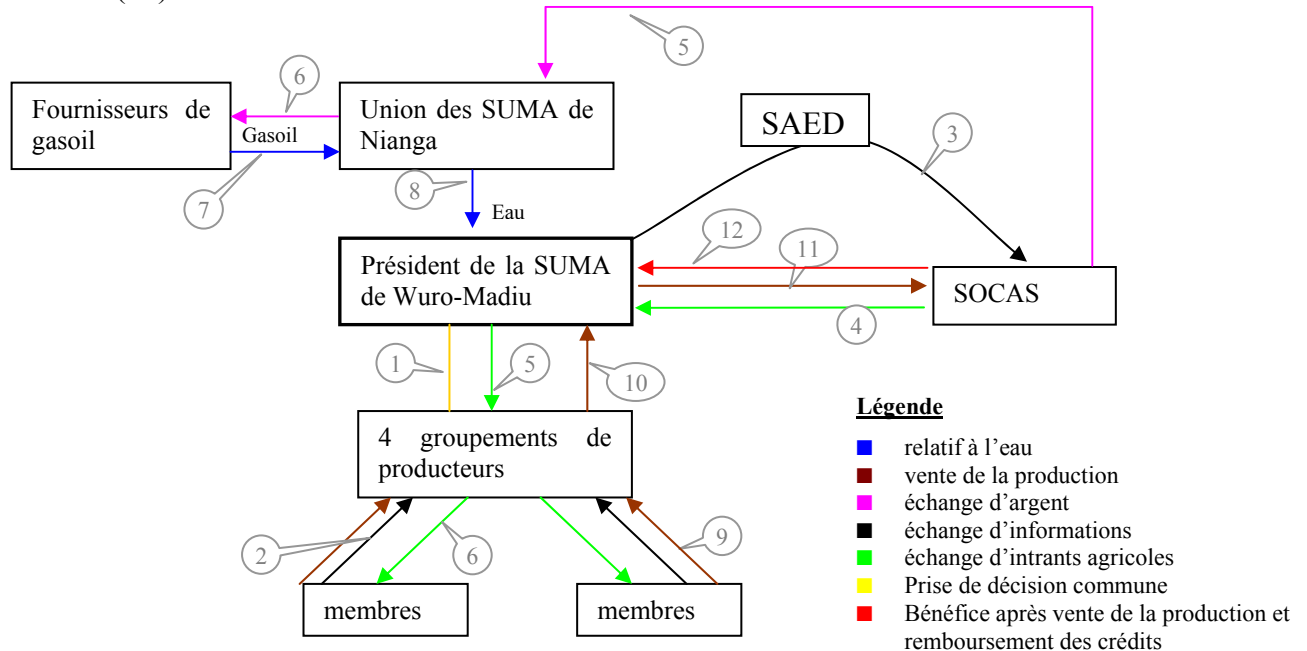 5
6
Fournisseurs de
gasoil
Gasoil
Union des SUMA de
Nianga
SAED
3
7
8
Eau
Président de la SUMA
de Wuro-Madiu
12
11
4
SOCAS
1
5
10
4 groupements de
producteurs
2
6
9
membres
membres
Légende
relatif à l'eau
vente de la production
échange d'argent
échange d'informations
échange d'intrants agricoles
Prise de décision commune
Bénéfice après vente de la production et
remboursement des crédits